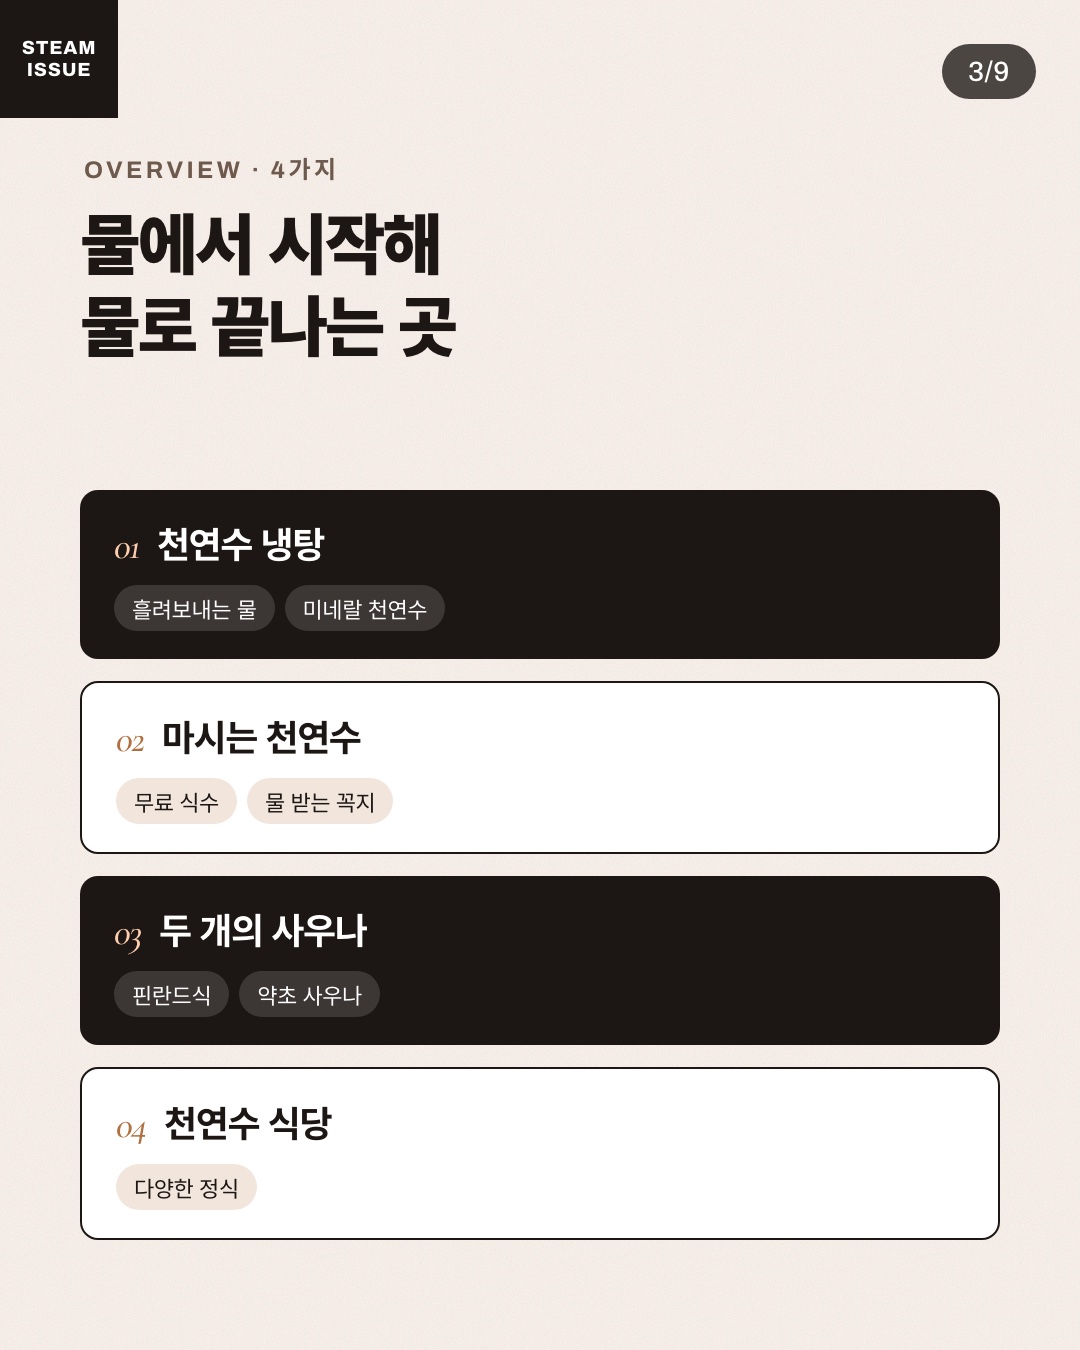 STEAM
ISSUE
3/9
OVERVIEW · 4가지
물에서 시작해
물로 끝나는 곳
01 천연수 냉탕
흘려보내는 물 미네랄 천연수
02 마시는 천연수
무료 식수 물 받는 꼭지
03 두 개의 사우나
핀란드식 약초 사우나
04 천연수 식당
다양한 정식